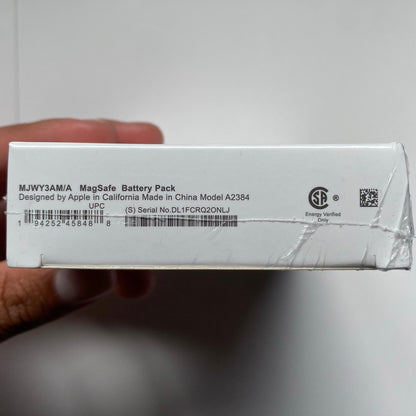 MJWY3AM/A MagSafe Battery Pack
Designed by Apple in California Made in China Model A2384
UPC (S) Serial No.DL1FCRQ2ONLJ
1 94252 45848 8
®
Energy Verified
Only